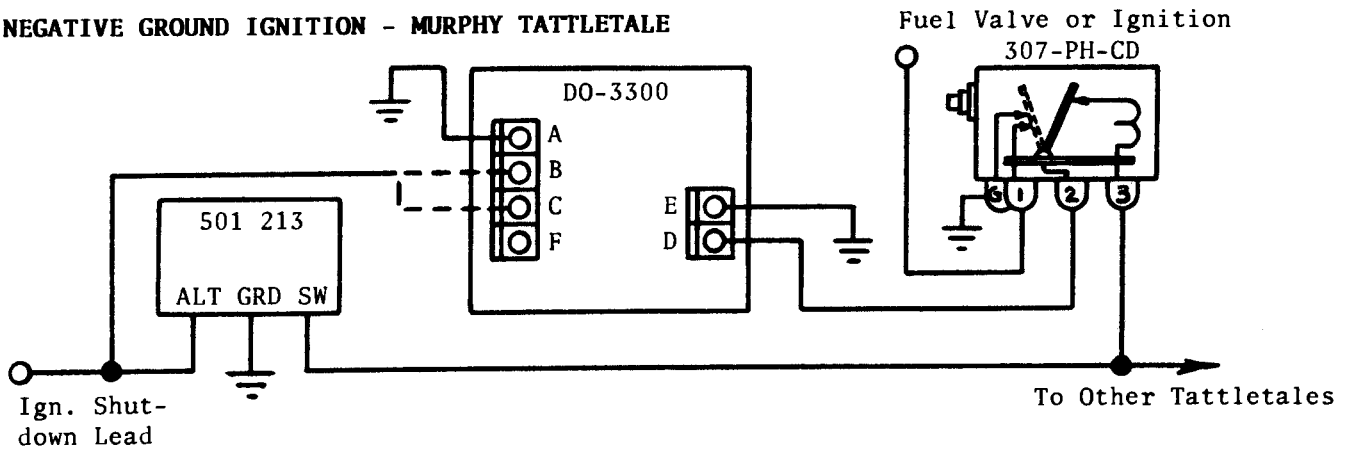 NEGATIVE GROUND IGNITION - MURPHY TATTLETALE
Fuel Valve or Ignition
307-PH-CD
DO-3300
A
B
C
F
E
D
G 1 2 3
501 213
ALT GRD SW
Ign. Shut-
down Lead
To Other Tattletales